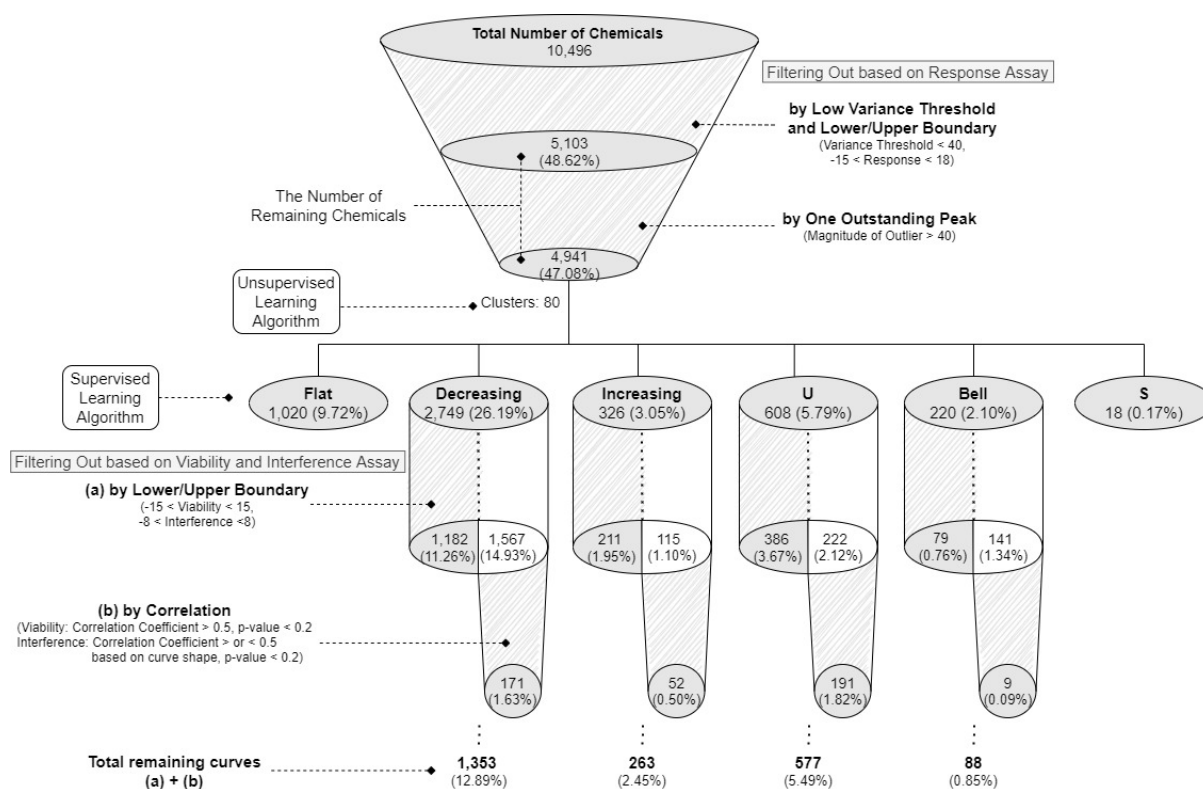 Total Number of Chemicals
10,496
Filtering Out based on Response Assay
by Low Variance Threshold
and Lower/Upper Boundary
(Variance Threshold < 40,
-15 < Response < 18)
5,103
(48.62%)
The Number of
Remaining Chemicals
by One Outstanding Peak
(Magnitude of Outlier > 40)
4,941
(47.08%)
Unsupervised
Learning
Algorithm
Clusters: 80
Supervised
Learning
Algorithm
Flat
1,020 (9.72%)
Decreasing
2,749 (26.19%)
Increasing
326 (3.05%)
U
608 (5.79%)
Bell
220 (2.10%)
S
18 (0.17%)
Filtering Out based on Viability and Interference Assay
(a) by Lower/Upper Boundary
(-15 < Viability < 15,
-8 < Interference <8)
1,182
(11.26%)
1,567
(14.93%)
211
(1.95%)
115
(1.10%)
386
(3.67%)
222
(2.12%)
79
(0.76%)
141
(1.34%)
(b) by Correlation
(Viability: Correlation Coefficient > 0.5, p-value < 0.2
Interference: Correlation Coefficient > or < 0.5
based on curve shape, p-value < 0.2)
171
(1.63%)
52
(0.50%)
191
(1.82%)
9
(0.09%)
Total remaining curves
(a) + (b)
1,353
(12.89%)
263
(2.45%)
577
(5.49%)
88
(0.85%)